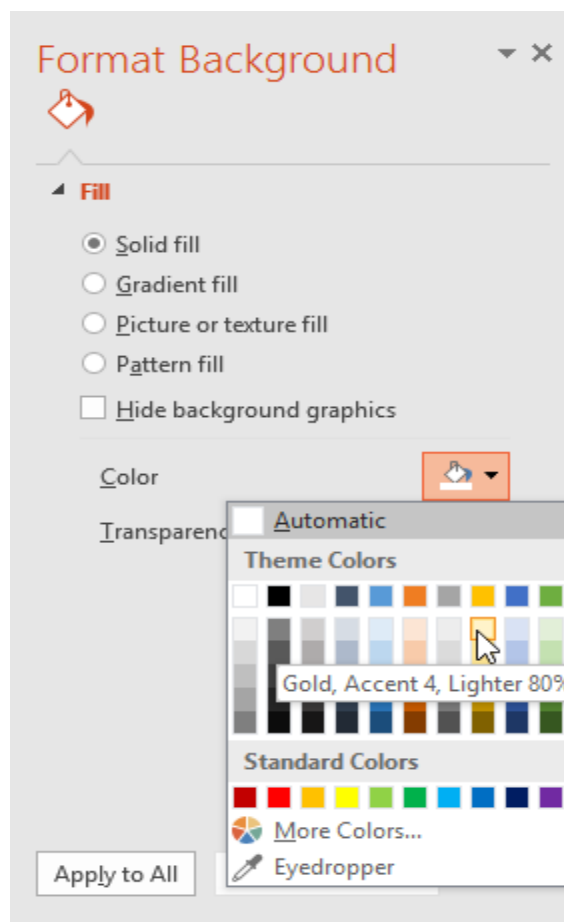 Format Background
Fill
Solid fill
Gradient fill
Picture or texture fill
Pattern fill
Hide background graphics
Color
Automatic
Theme Colors
Gold, Accent 4, Lighter 80%
Standard Colors
More Colors...
Apply to All
Eyedropper